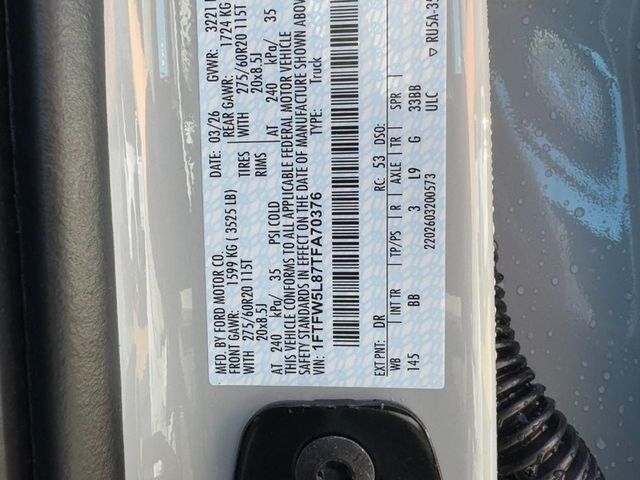 MFD. BY FORD MOTOR CO. DATE: 03/26 GVWR: 3221
FRONT GAWR: REAR GAWR:
1599 KG ( 3525 LB) 1724 KG
WITH 275/60R20 115T TIRES WITH 275/60R20 115T
20x8.5J RIMS 20x8.5J
AT 240 kPa/ 35 PSI COLD AT 240 kPa/ 35
THIS VEHICLE CONFORMS TO ALL APPLICABLE FEDERAL MOTOR VEHICLE
SAFETY STANDARDS IN EFFECT ON THE DATE OF MANUFACTURE SHOWN ABOVE
VIN: 1FTFW5L87TFA70376 TYPE: Truck
EXT PNT: DR RC: 53 DSO:
WB INT TR TP/PS R AXLE TR SPR
145 BB 3 L9 G 33BB
ULC
2202603200573
▽ RU5A-35